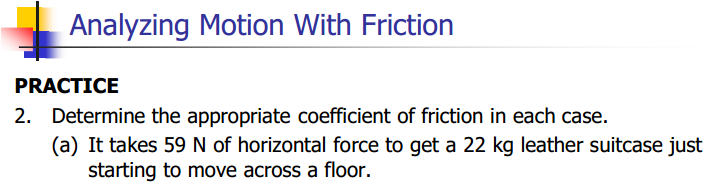 Analyzing Motion With Friction
PRACTICE
2. Determine the appropriate coefficient of friction in each case.
(a) It takes 59 N of horizontal force to get a 22 kg leather suitcase just
starting to move across a floor.